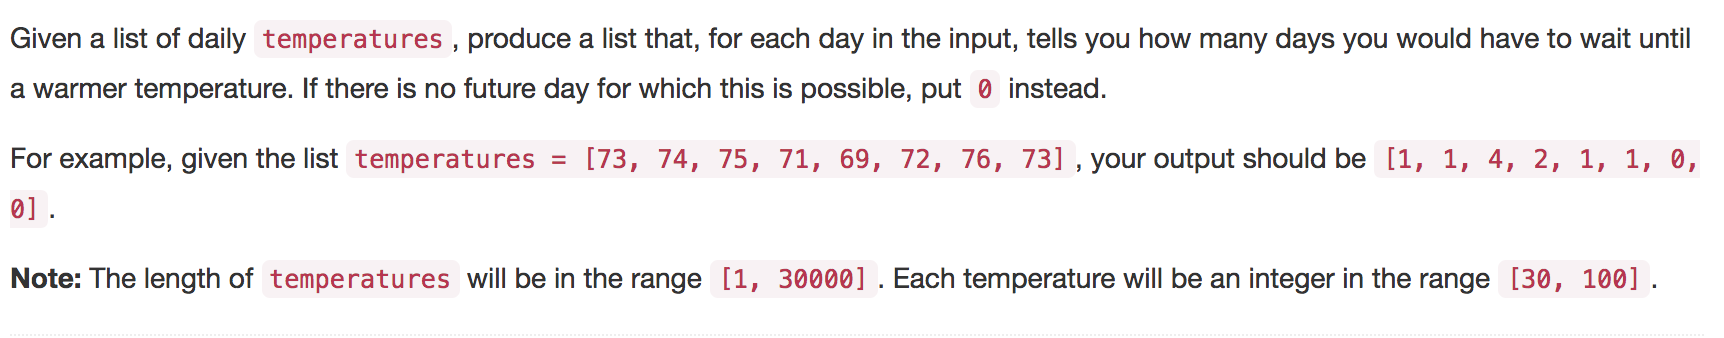 Given a list of daily temperatures , produce a list that, for each day in the input, tells you how many days you would have to wait until
a warmer temperature. If there is no future day for which this is possible, put 0 instead.
For example, given the list temperatures = [73, 74, 75, 71, 69, 72, 76, 73] , your output should be [1, 1, 4, 2, 1, 1, 0,
0] .
Note: The length of temperatures will be in the range [1, 30000] . Each temperature will be an integer in the range [30, 100] .